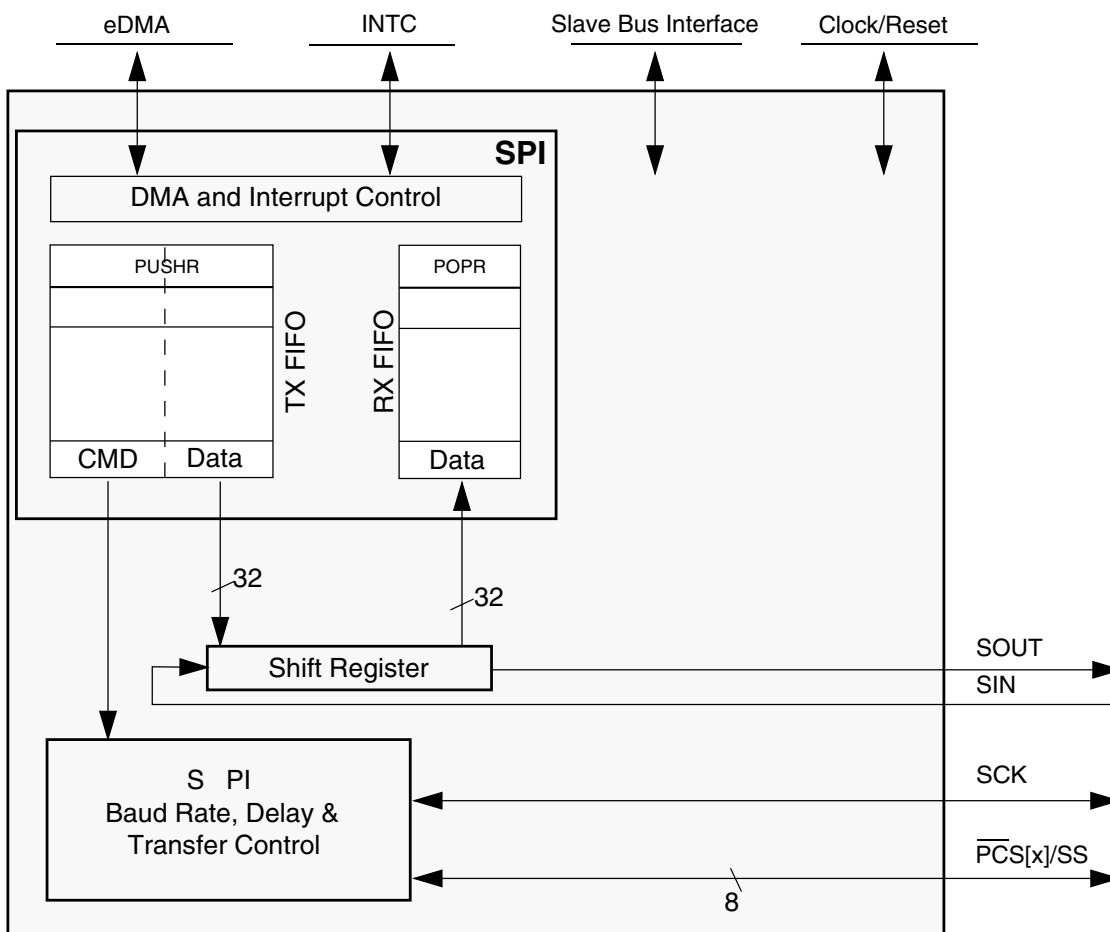 eDMA
INTC
Slave Bus Interface
Clock/Reset
SPI
DMA and Interrupt Control
PUSHR
POPR
TX FIFO
RX FIFO
CMD
Data
Data
32
32
Shift Register
SOUT
SIN
S PI
Baud Rate, Delay &
Transfer Control
SCK
PCS[x]/SS
8